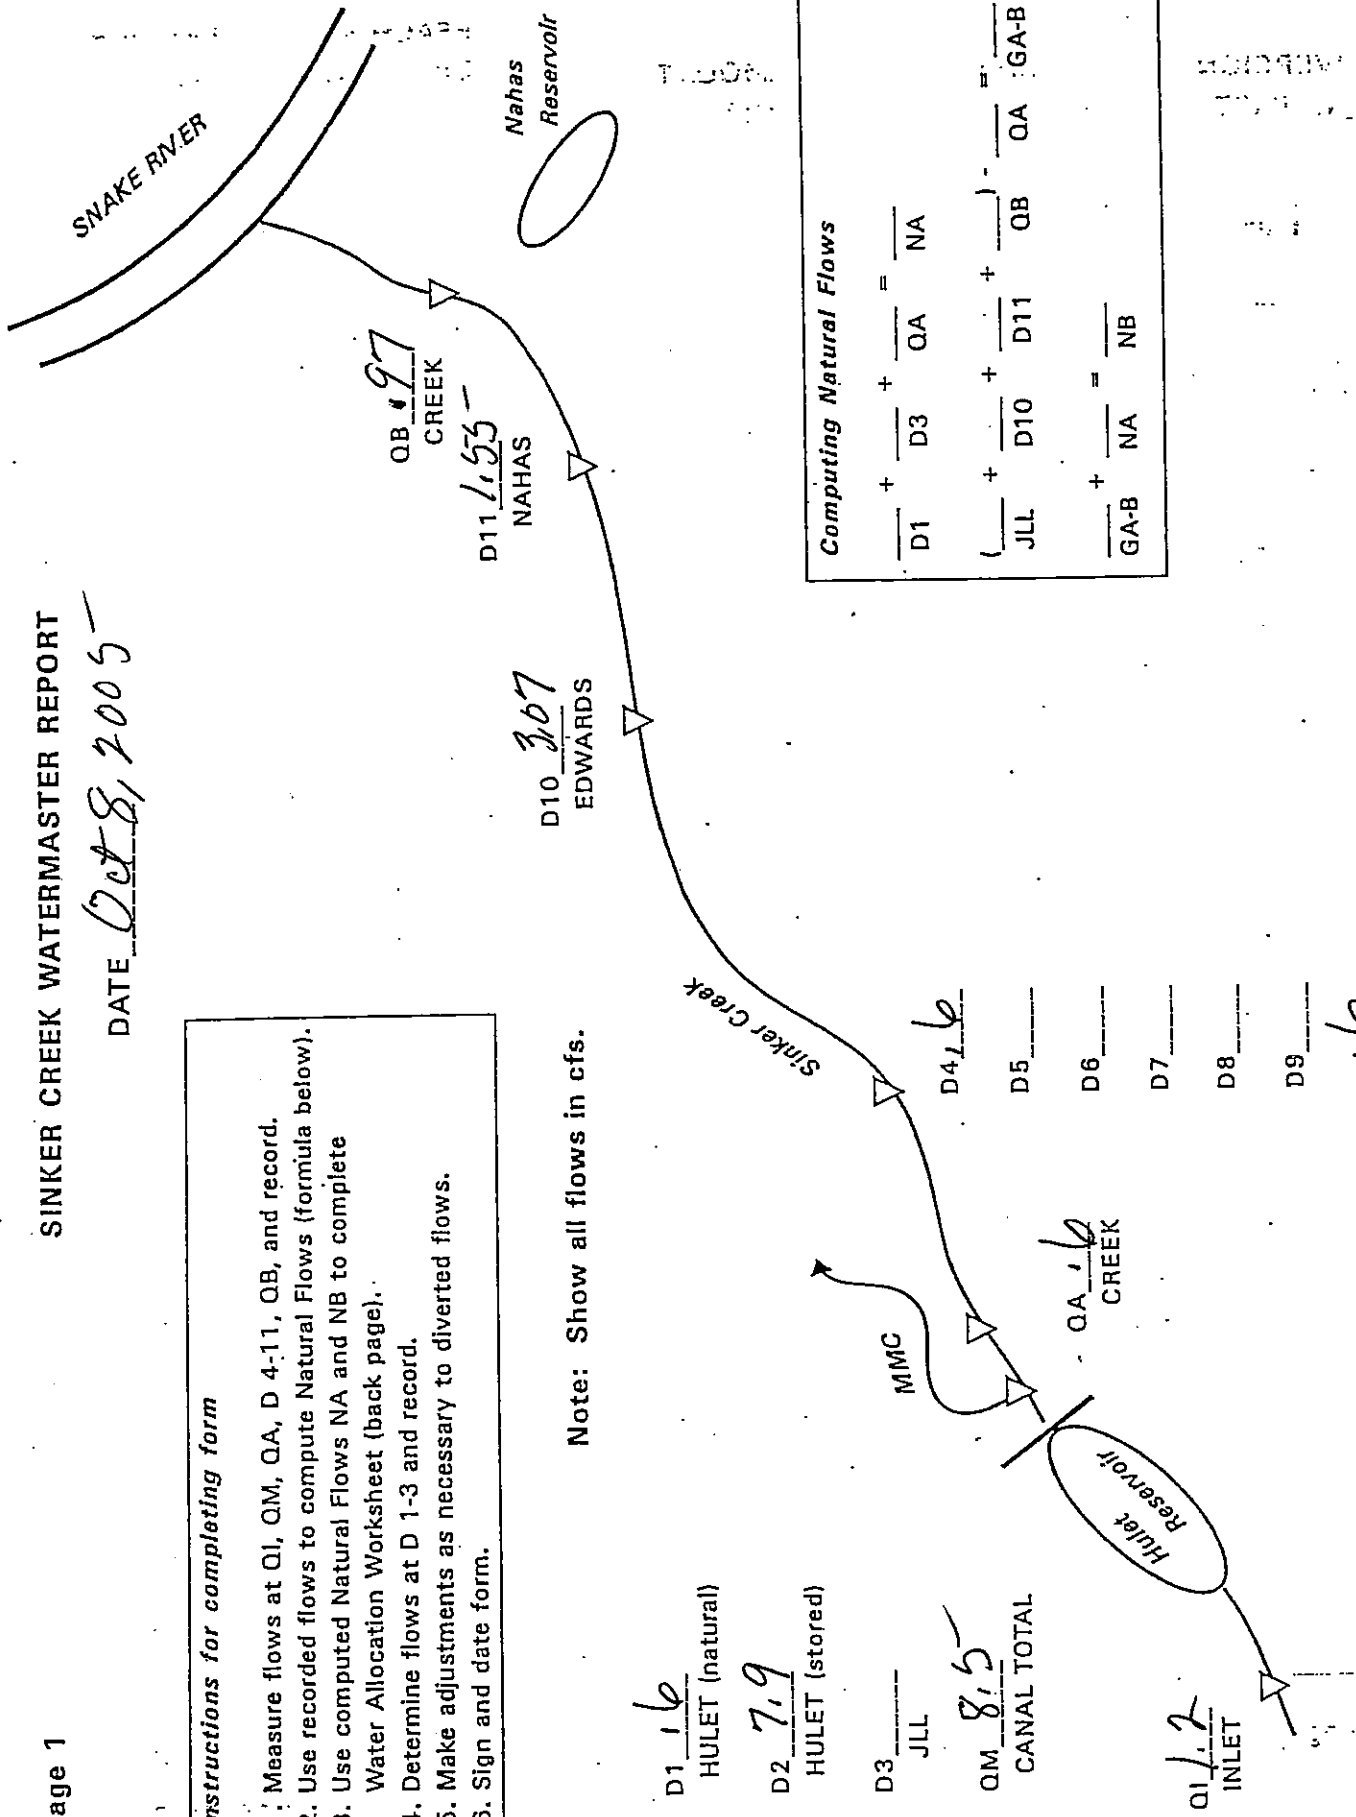 age 1
SINKER CREEK WATERMASTER REPORT
DATE Oct 8, 2005
nstructions for completing form
. Measure flows at QI, QM, QA, D 4-11, QB, and record.
2. Use recorded flows to compute Natural Flows (formula below).
3. Use computed Natural Flows NA and NB to complete
Water Allocation Worksheet (back page).
4. Determine flows at D 1-3 and record.
5. Make adjustments as necessary to diverted flows.
6. Sign and date form.
Note: Show all flows in cfs.
SNAKE RIVER
Nahas
Reservoir
QB .97
CREEK
D11 1.55
NAHAS
D10 3.67
EDWARDS
Sinker Creek
MMC
QA .16
CREEK
Hulet
Reservoir
D1 .6
HULET (natural)
D2 7.9
HULET (stored)
D3
JLL
QM 8.5
CANAL TOTAL
QI 1.2
INLET
D4 .6
D5
D6
D7
D8
D9
.6
Computing Natural Flows
+ + =
D1 D3 QA NA
( + + + ) - =
JLL D10 D11 QB QA GA-B
+ =
GA-B NA NB